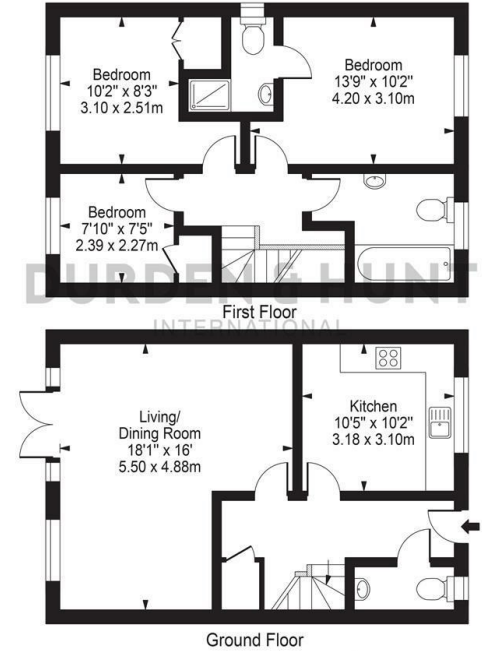 Bedroom
10'2" x 8'3"
3.10 x 2.51m
Bedroom
13'9" x 10'2"
4.20 x 3.10m
Bedroom
7'10" x 7'5"
2.39 x 2.27m
DURDEN & HUNT
INTERNATIONAL
First Floor
Living/
Dining Room
18'1" x 16'
5.50 x 4.88m
Kitchen
10'5" x 10'2"
3.18 x 3.10m
Ground Floor